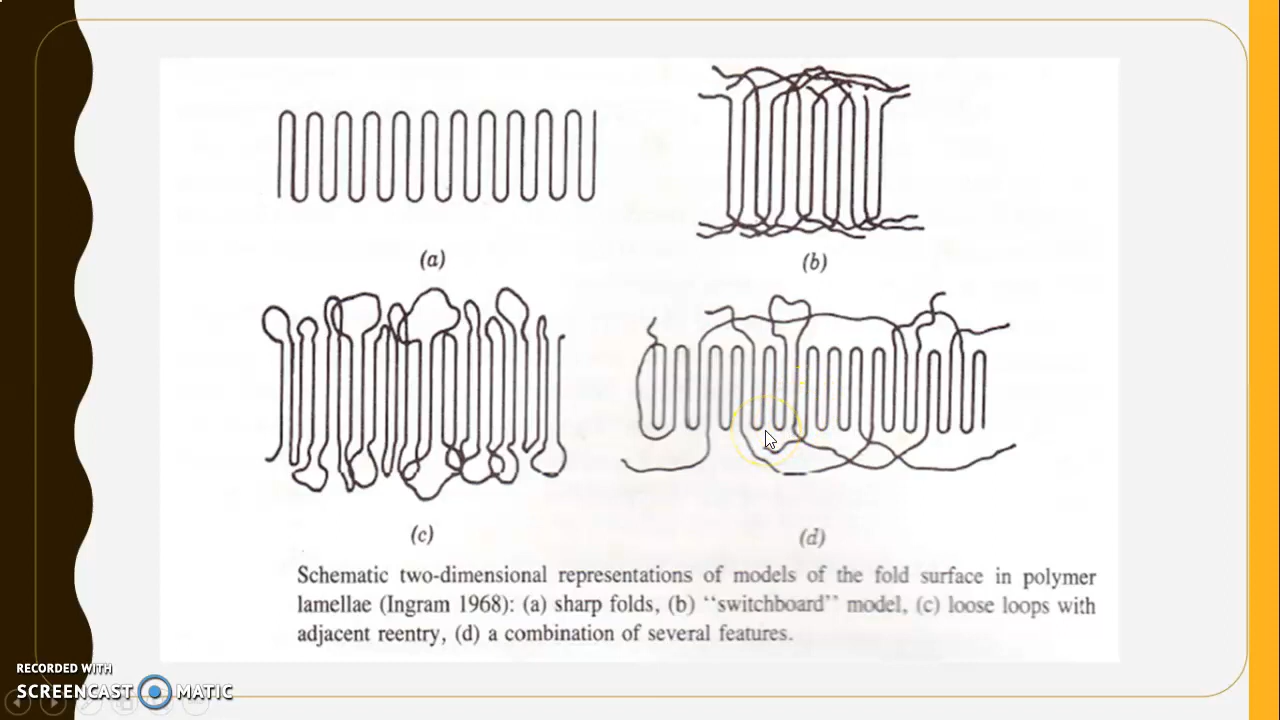 (a)
(b)
(c)
(d)
Schematic two-dimensional representations of models of the fold surface in polymer
lamellae (Ingram 1968): (a) sharp folds, (b) “switchboard” model, (c) loose loops with
adjacent reentry, (d) a combination of several features.
RECORDED WITH
SCREENCAST MATIC